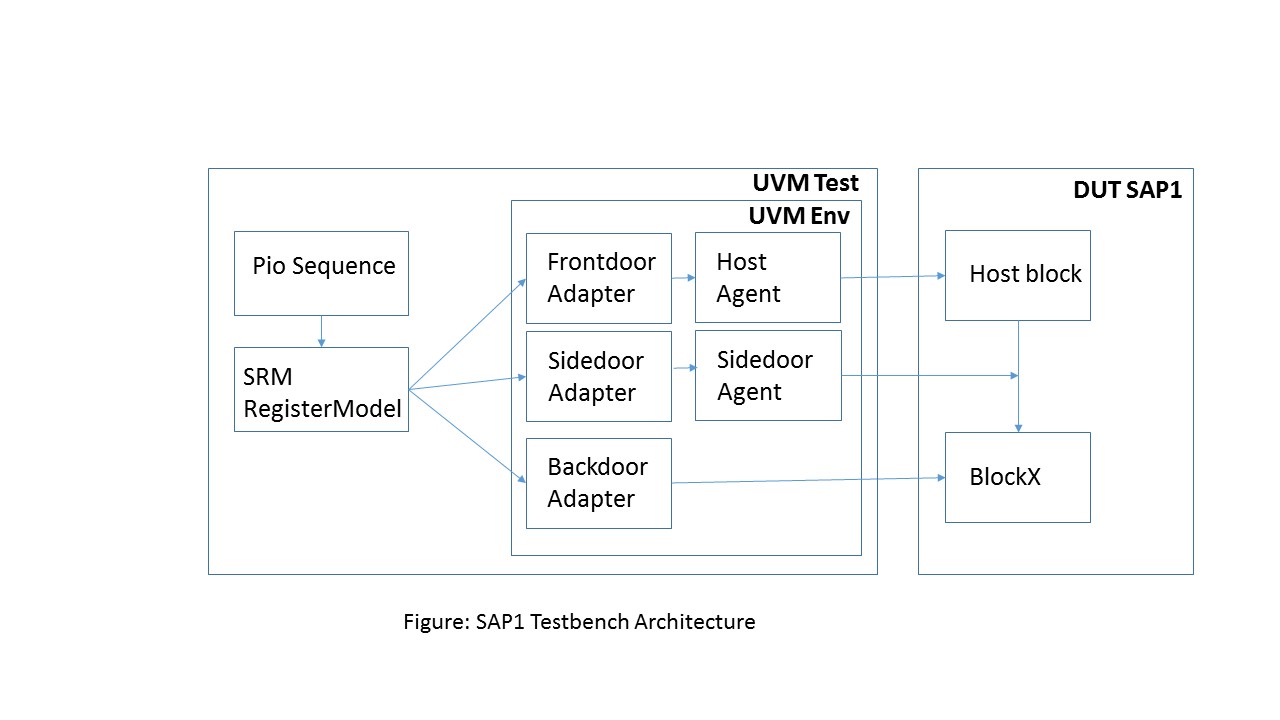 UVM Test
UVM Env
DUT SAP1
Pio Sequence
SRM
RegisterModel
Frontdoor
Adapter
Host
Agent
Sidedoor
Adapter
Sidedoor
Agent
Backdoor
Adapter
Host block
BlockX
Figure: SAP1 Testbench Architecture